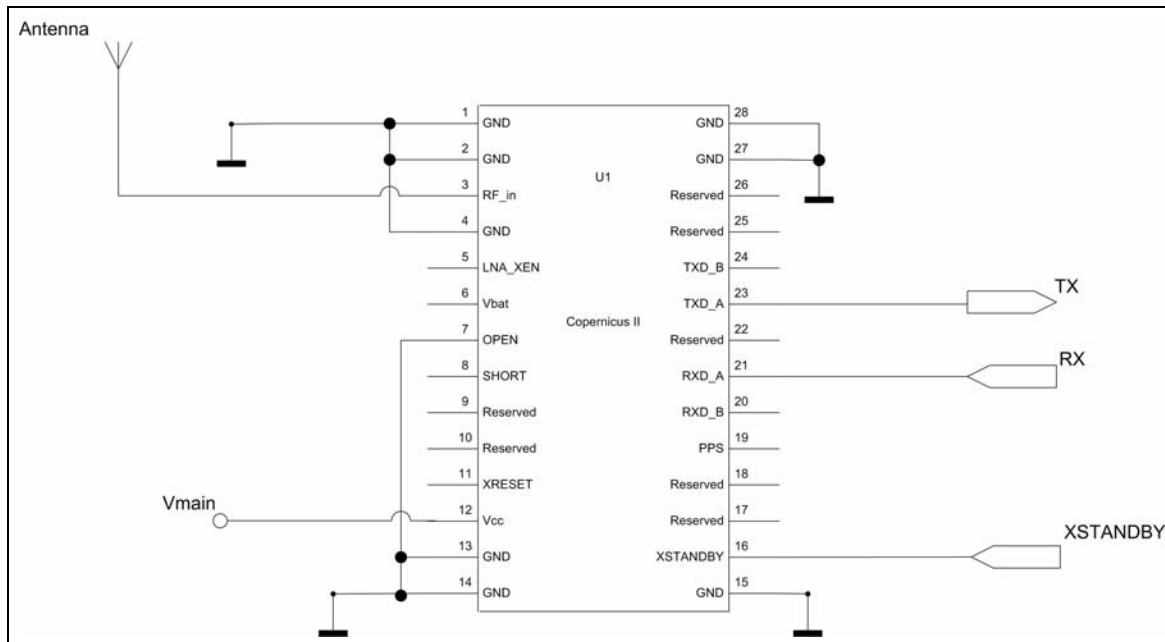 Antenna
1 GND
2 GND
3 RF_in
4 GND
5 LNA_XEN
6 Vbat
7 OPEN
8 SHORT
9 Reserved
10 Reserved
11 XRESET
Vmain
12 Vcc
13 GND
14 GND
U1
Copernicus II
GND 28
GND 27
Reserved 26
Reserved 25
TXD_B 24
TXD_A 23
TX
Reserved 22
RXD_A 21
RX
RXD_B 20
PPS 19
Reserved 18
Reserved 17
XSTANDBY 16
XSTANDBY
GND 15